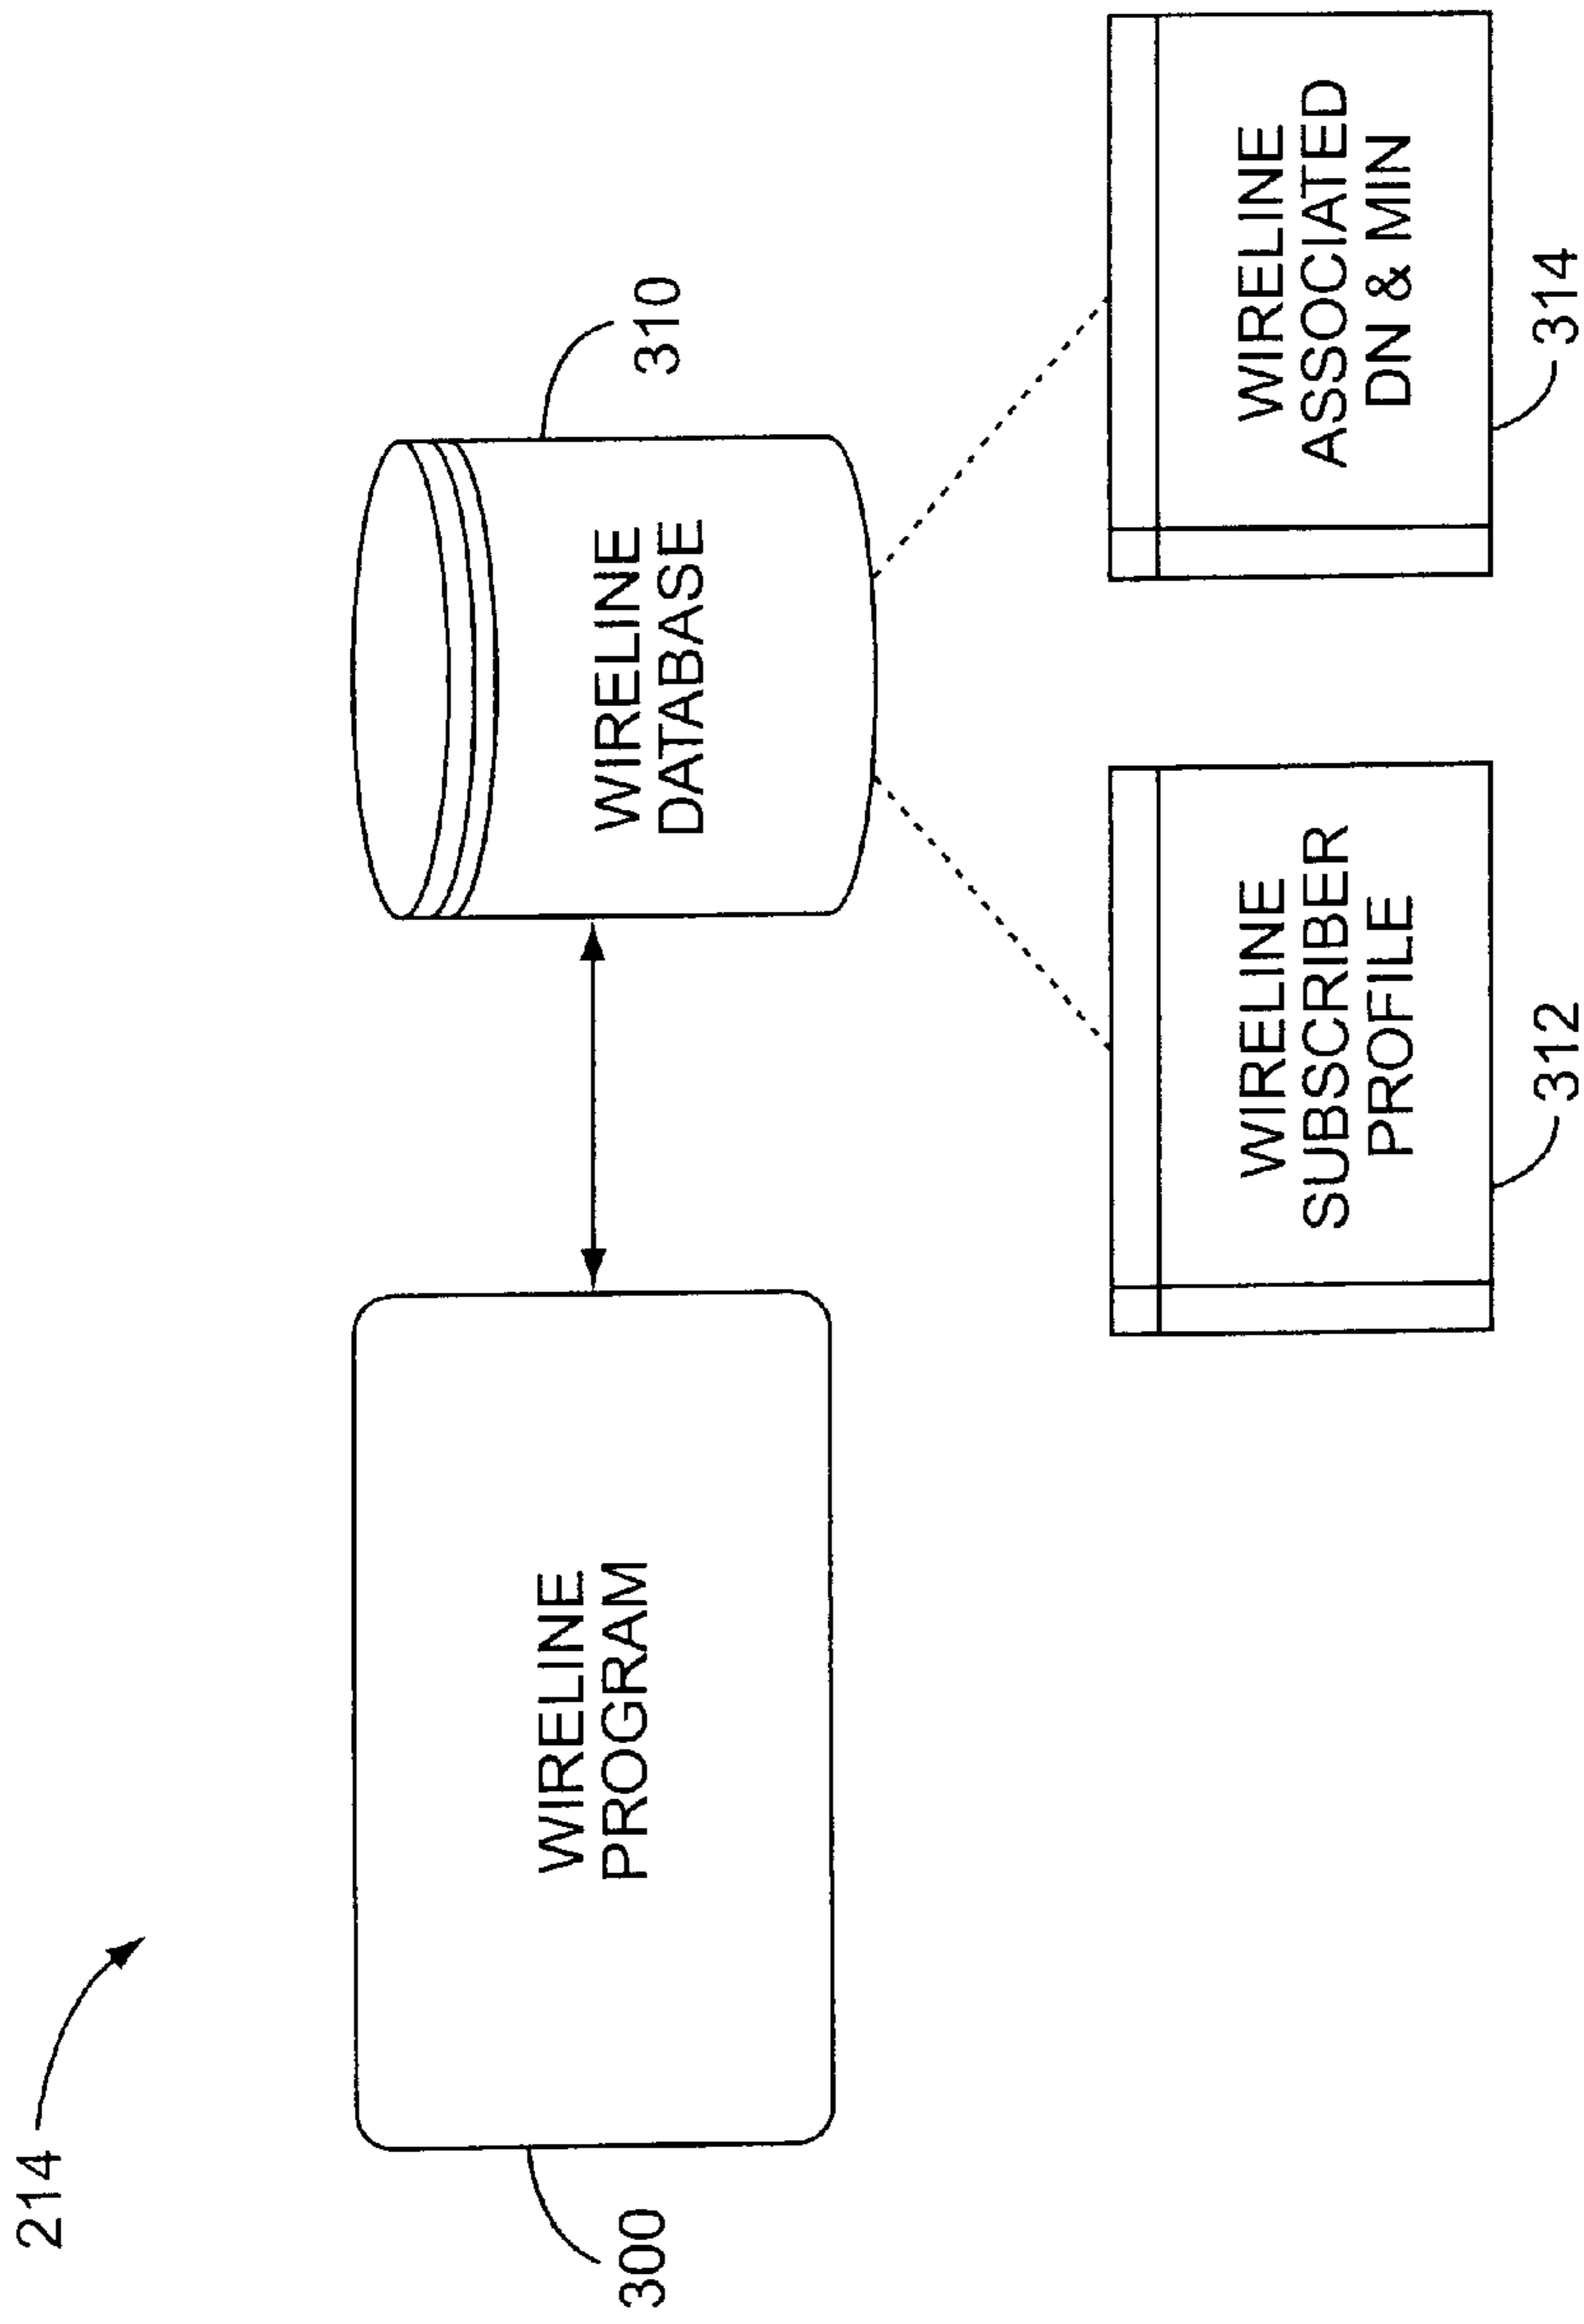 214
300
WIRELINE
PROGRAM
310
WIRELINE
DATABASE
312
WIRELINE
SUBSCRIBER
PROFILE
314
WIRELINE
ASSOCIATED
DN & MIN